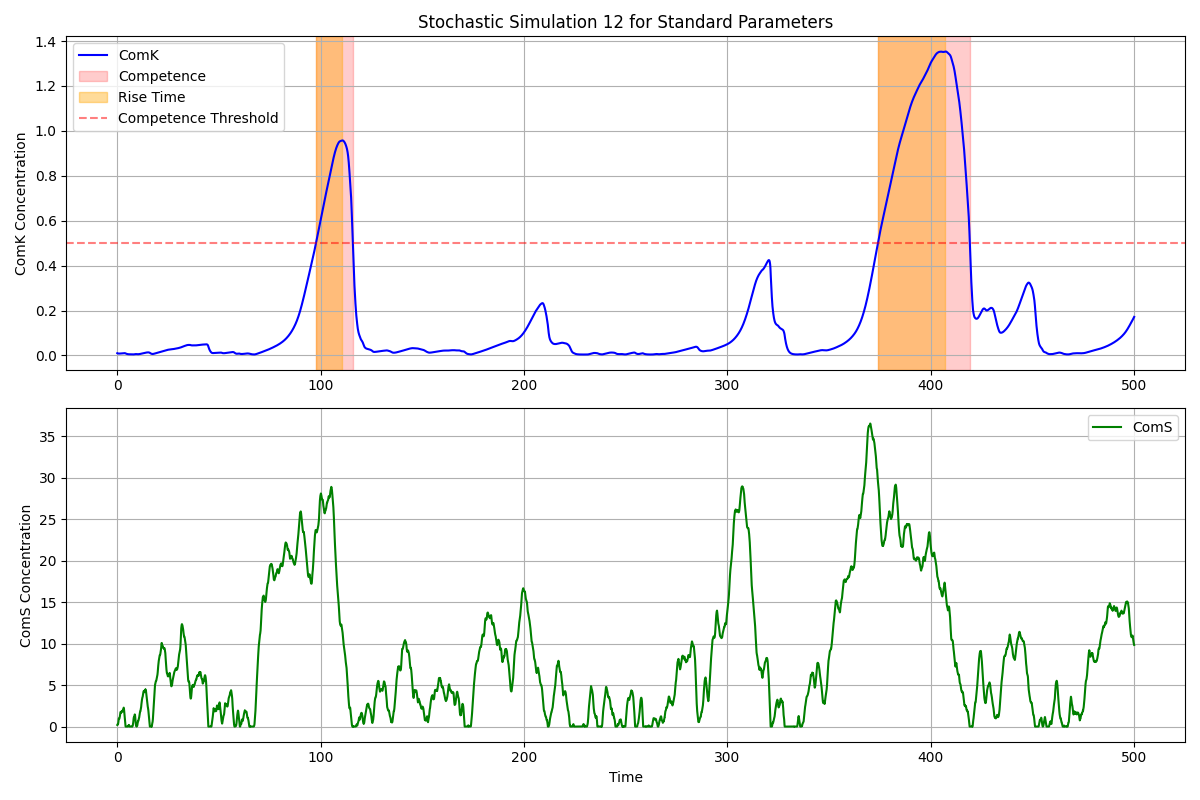 Stochastic Simulation 12 for Standard Parameters
ComK Concentration
1.4
1.2
1.0
0.8
0.6
0.4
0.2
0.0
ComK
Competence
Rise Time
Competence Threshold
0 100 200 300 400 500
ComS Concentration
35
30
25
20
15
10
5
0
ComS
0 100 200 300 400 500
Time